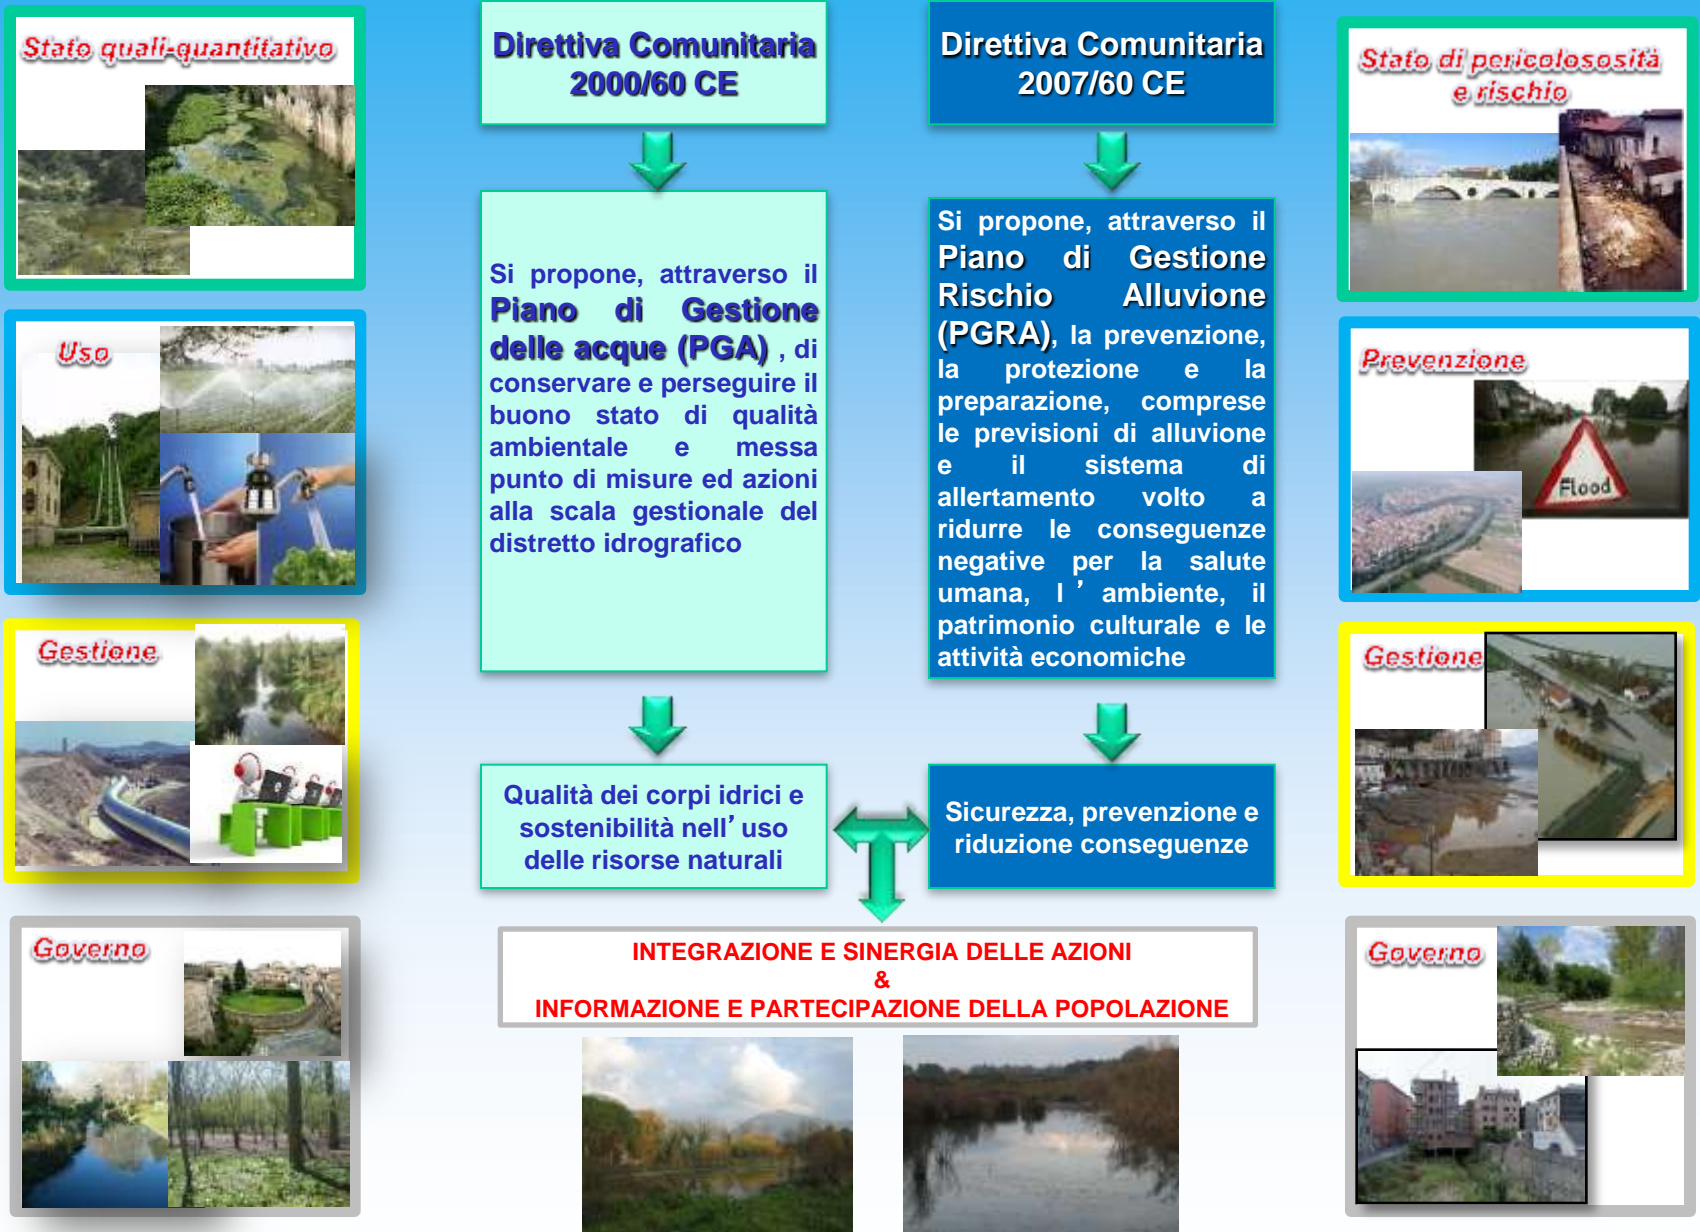 Stato quali-quantitativo
Uso
Gestione
Governo
Direttiva Comunitaria
2000/60 CE
Si propone, attraverso il
Piano di Gestione
delle acque (PGA) , di
conservare e perseguire il
buono stato di qualità
ambientale e messa
punto di misure ed azioni
alla scala gestionale del
distretto idrografico
Qualità dei corpi idrici e
sostenibilità nell’ uso
delle risorse naturali
Direttiva Comunitaria
2007/60 CE
Si propone, attraverso il
Piano di Gestione
Rischio Alluvione
(PGRA), la prevenzione,
la protezione e la
preparazione, comprese
le previsioni di alluvione
e il sistema di
allertamento volto a
ridurre le conseguenze
negative per la salute
umana, l’ ambiente, il
patrimonio culturale e le
attività economiche
Sicurezza, prevenzione e
riduzione conseguenze
INTEGRAZIONE E SINERGIA DELLE AZIONI
&
INFORMAZIONE E PARTECIPAZIONE DELLA POPOLAZIONE
Stato di pericolososità
e rischio
Prevenzione
Flood
Gestione
Governo